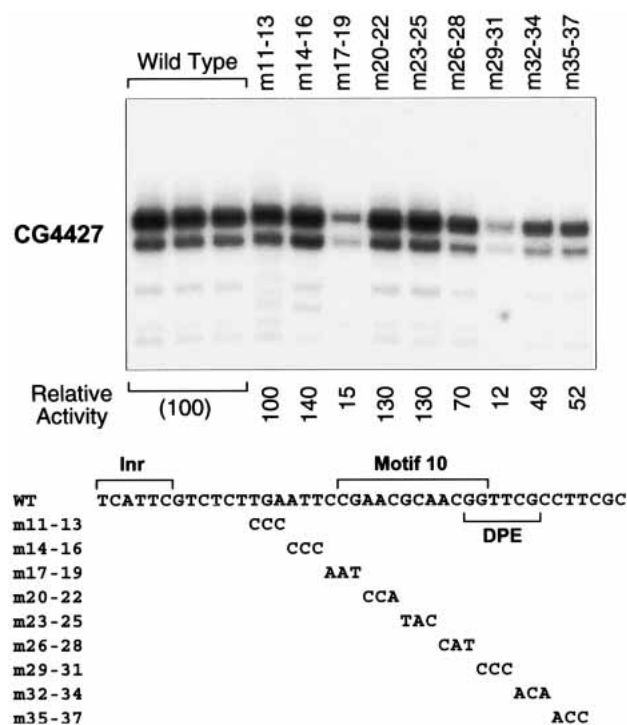 Wild Type m11-13 m14-16 m17-19 m20-22 m23-25 m26-28 m29-31 m32-34 m35-37
CG4427
Relative Activity (100) 100 140 15 130 130 70 12 49 52
Inr Motif 10
WT TCATTCGTCTCTTGAATTCCGAACGCAACGGTTCGCCTTCGC
m11-13 CCC DPE
m14-16 CCC
m17-19 AAT
m20-22 CCA
m23-25 TAC
m26-28 CAT
m29-31 CCC
m32-34 ACA
m35-37 ACC